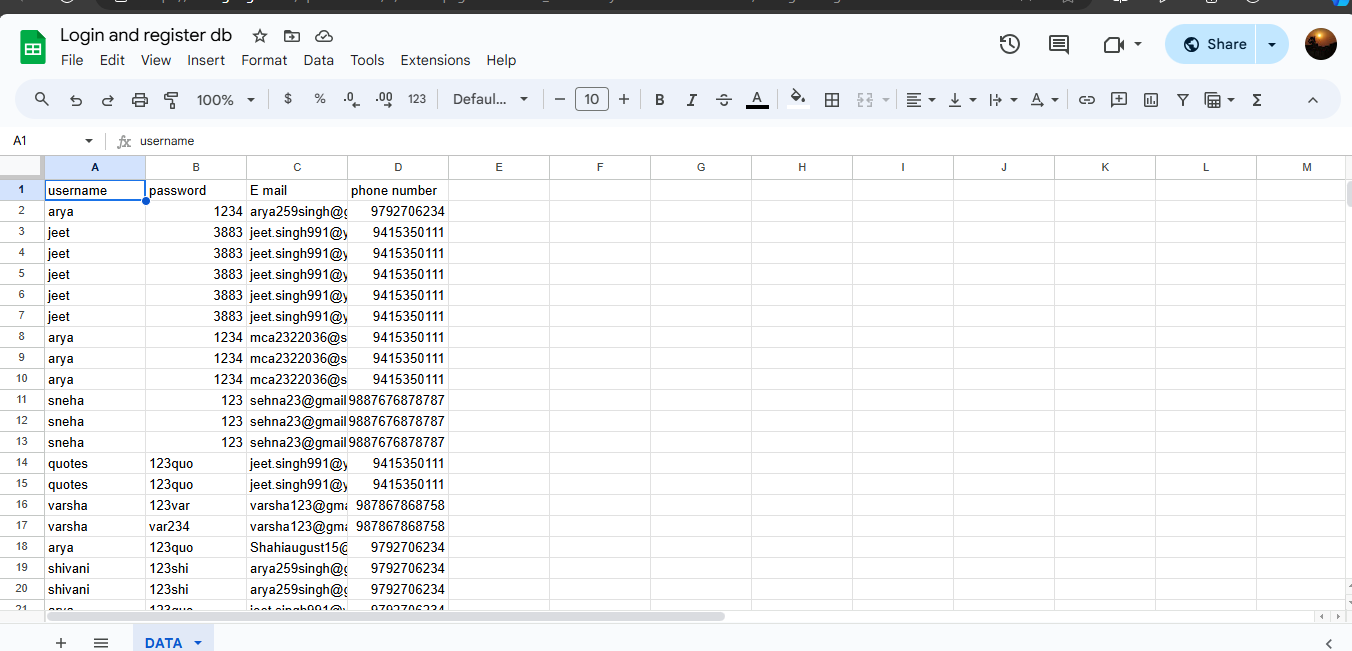 Login and register db
File Edit View Insert Format Data Tools Extensions Help
Share
100% $ % .0 .00 123 Defaul... 10 B I A
A1 username
A B C D E F G H I J K L M
1 username password E mail phone number
2 arya 1234 arya259singh@g 9792706234
3 jeet 3883 jeet.singh991@y 9415350111
4 jeet 3883 jeet.singh991@y 9415350111
5 jeet 3883 jeet.singh991@y 9415350111
6 jeet 3883 jeet.singh991@y 9415350111
7 jeet 3883 jeet.singh991@y 9415350111
8 arya 1234 mca2322036@s 9415350111
9 arya 1234 mca2322036@s 9415350111
10 arya 1234 mca2322036@s 9415350111
11 sneha 123 sehna23@gmail 9887676878787
12 sneha 123 sehna23@gmail 9887676878787
13 sneha 123 sehna23@gmail 9887676878787
14 quotes 123quo jeet.singh991@y 9415350111
15 quotes 123quo jeet.singh991@y 9415350111
16 varsha 123var varsha123@gma 987867868758
17 varsha var234 varsha123@gma 987867868758
18 arya 123quo Shahiaugust15@ 9792706234
19 shivani 123shi arya259singh@g 9792706234
20 shivani 123shi arya259singh@g 9792706234
21 arya 123quo jeet.singh991@y 9792706234
DATA